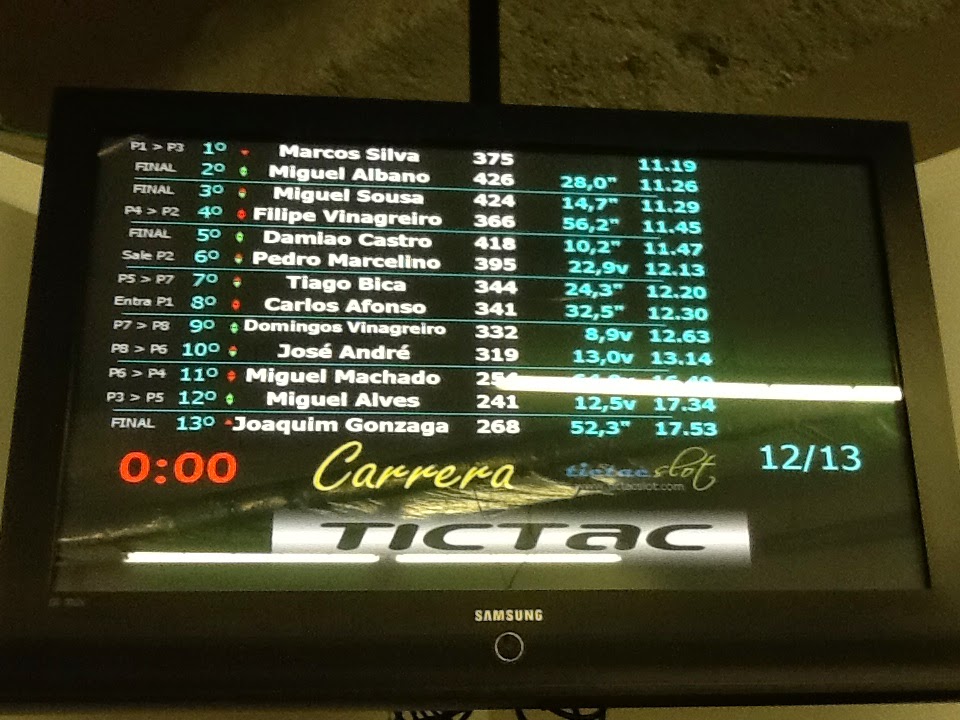 P1 > P3 1º Marcos Silva 375 11.19
FINAL 2º Miguel Albano 426 28,0" 11.26
FINAL 3º Miguel Sousa 424 14,7" 11.29
P4 > P2 4º Filipe Vinagreiro 366 56,2" 11.45
FINAL 5º Damiao Castro 418 10,2" 11.47
Sale P2 6º Pedro Marcelino 395 22,9v 12.13
P5 > P7 7º Tiago Bica 344 24,3" 12.20
Entra P1 8º Carlos Afonso 341 32,5" 12.30
P7 > P8 9º Domingos Vinagreiro 332 8,9v 12.63
P8 > P6 10º José André 319 13,0v 13.14
P6 > P4 11º Miguel Machado
P3 > P5 12º Miguel Alves 241 12,5v 17.34
FINAL 13º Joaquim Gonzaga 268 52,3" 17.53
0:00 Carrera tictac slot 12/13
www.tictacslot.com
TICTAC
SAMSUNG